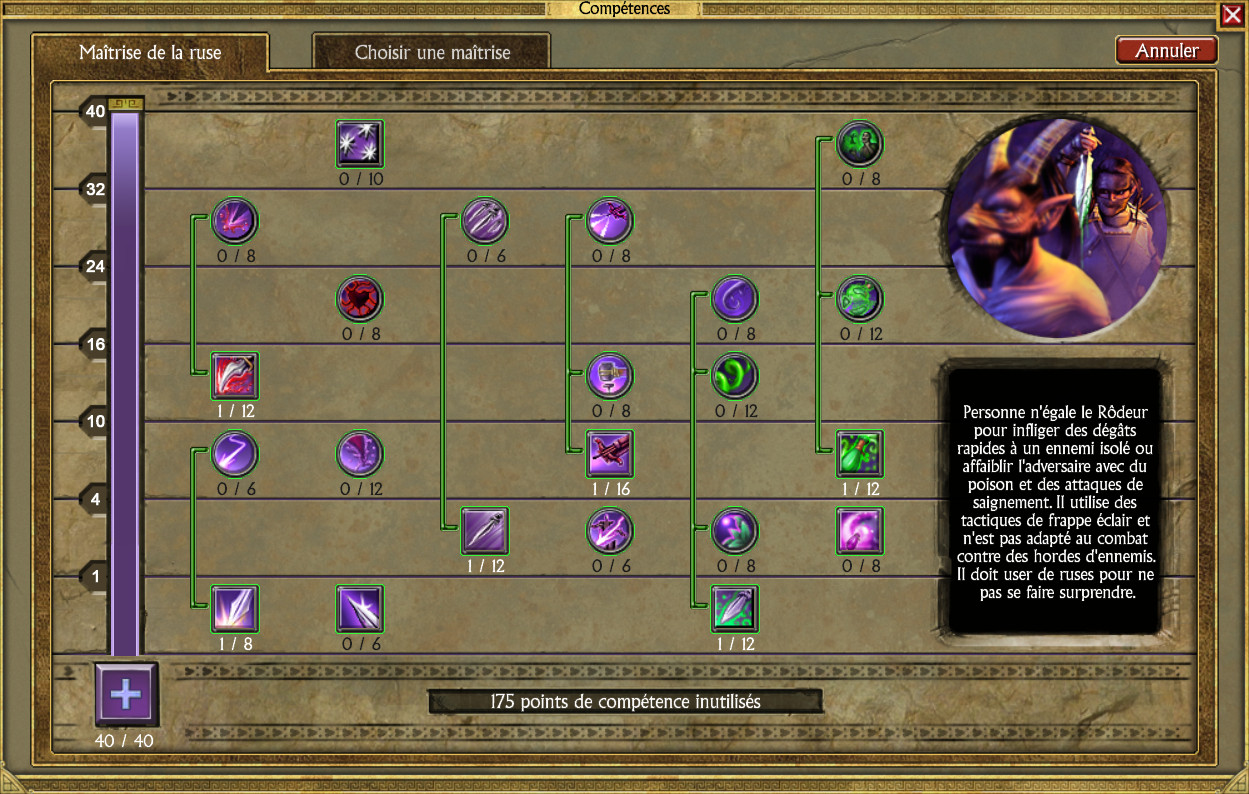 Compétences
Maîtrise de la ruse
Choisir une maîtrise
Annuler
40
0 / 10
0 / 8
32
0 / 8
0 / 6
0 / 8
24
0 / 8
0 / 8
0 / 12
16
1 / 12
0 / 8
0 / 12
10
0 / 6
0 / 12
1 / 16
1 / 12
4
1 / 12
0 / 6
0 / 8
0 / 8
1
1 / 8
0 / 6
1 / 12
Personne n'égale le Rôdeur
pour infliger des dégâts
rapides à un ennemi isolé ou
affaiblir l'adversaire avec du
poison et des attaques de
saignement. Il utilise des
tactiques de frappe éclair et
n'est pas adapté au combat
contre des hordes d'ennemis.
Il doit user de ruses pour ne
pas se faire surprendre.
175 points de compétence inutilisés
40 / 40